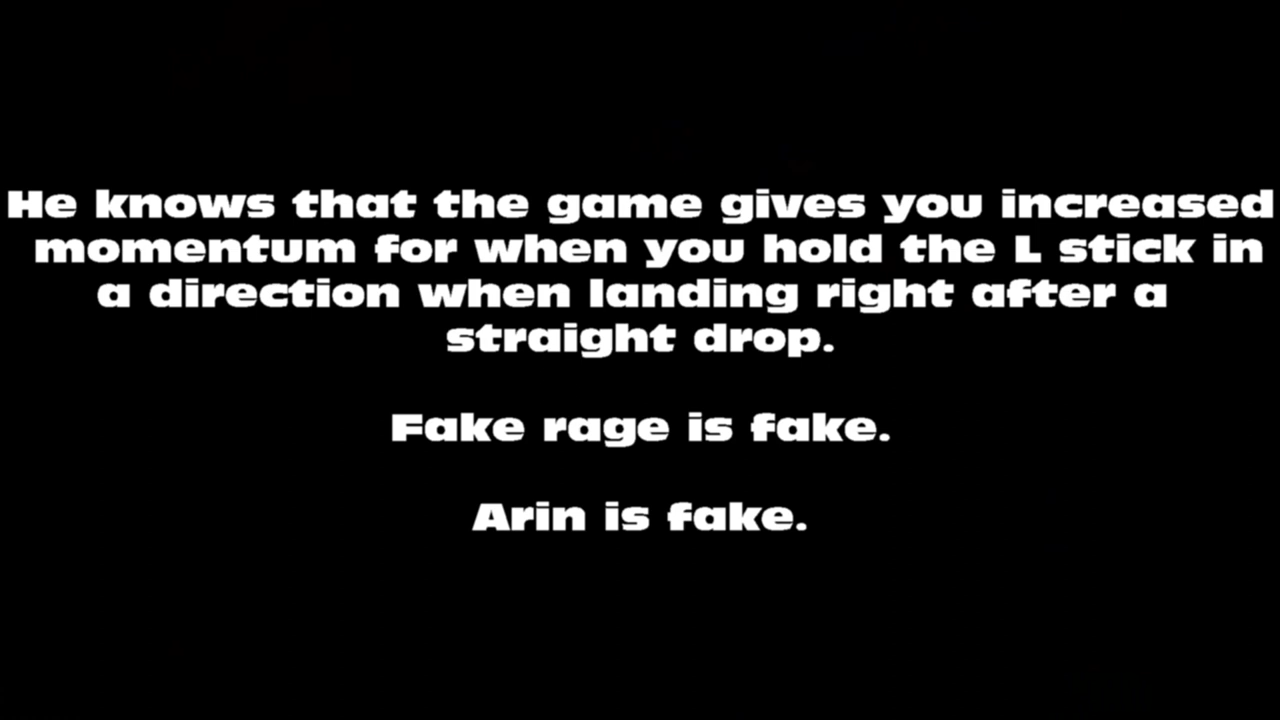 He knows that the game gives you increased
momentum for when you hold the L stick in
a direction when landing right after a
straight drop.
Fake rage is fake.
Arin is fake.